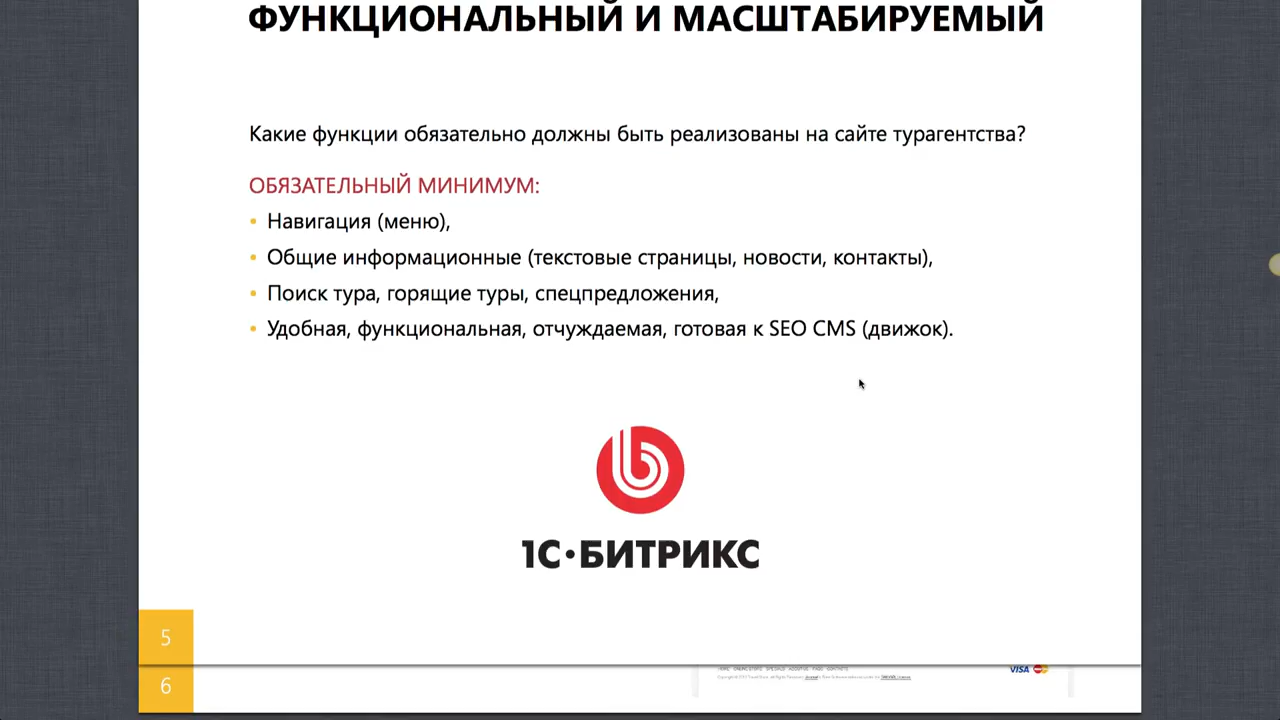 ФУНКЦИОНАЛЬНЫЙ И МАСШТАБИРУЕМЫЙ
Какие функции обязательно должны быть реализованы на сайте турагентства?
ОБЯЗАТЕЛЬНЫЙ МИНИМУМ:
• Навигация (меню),
• Общие информационные (текстовые страницы, новости, контакты),
• Поиск тура, горящие туры, спецпредложения,
• Удобная, функциональная, отчуждаемая, готовая к SEO CMS (движок).
1С•БИТРИКС
5
VISA
6